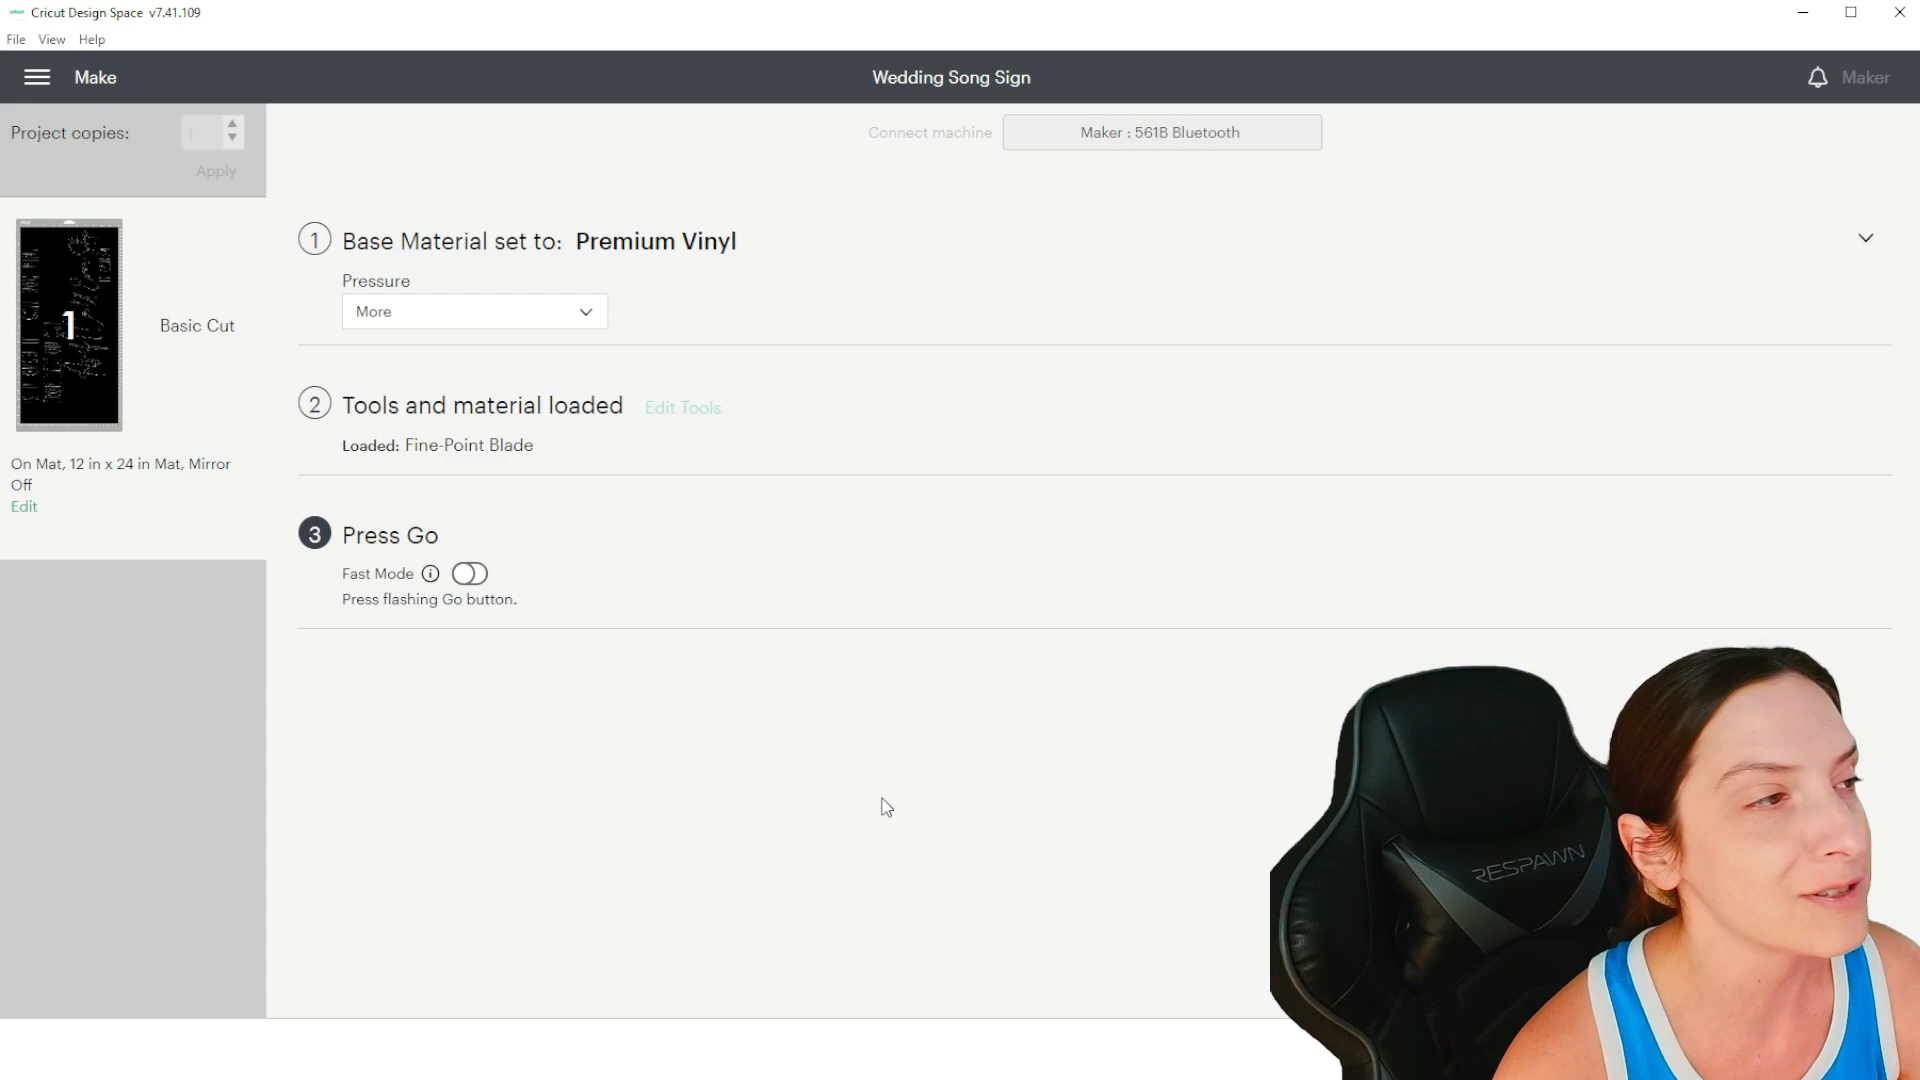 Cricut Design Space v7.41.109
File View Help
Make
Wedding Song Sign
Maker
Project copies:
1
Apply
Connect machine
Maker : 561B Bluetooth
1 Base Material set to: Premium Vinyl
Pressure
More
1
Basic Cut
2 Tools and material loaded Edit Tools
Loaded: Fine-Point Blade
On Mat, 12 in x 24 in Mat, Mirror
Off
Edit
3 Press Go
Fast Mode
Press flashing Go button.
RESPAWN